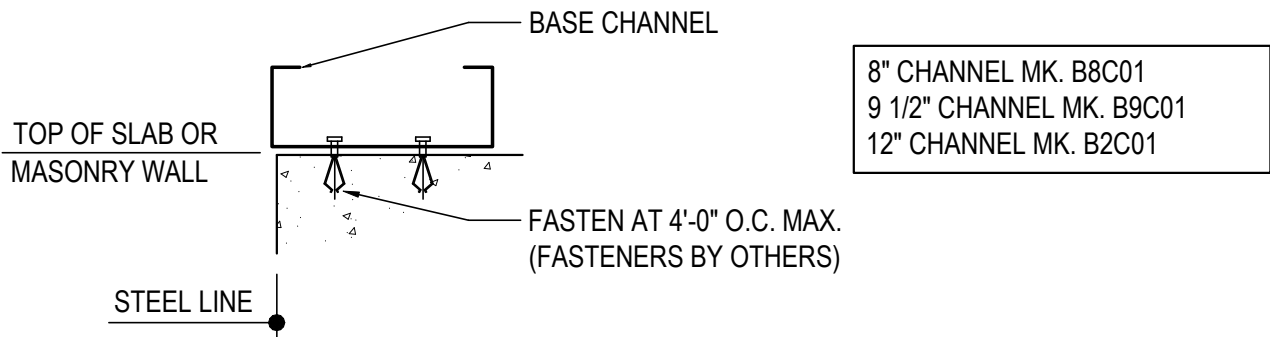 BASE CHANNEL
8" CHANNEL MK. B8C01
9 1/2" CHANNEL MK. B9C01
12" CHANNEL MK. B2C01
TOP OF SLAB OR
MASONRY WALL
FASTEN AT 4'-0" O.C. MAX.
(FASTENERS BY OTHERS)
STEEL LINE